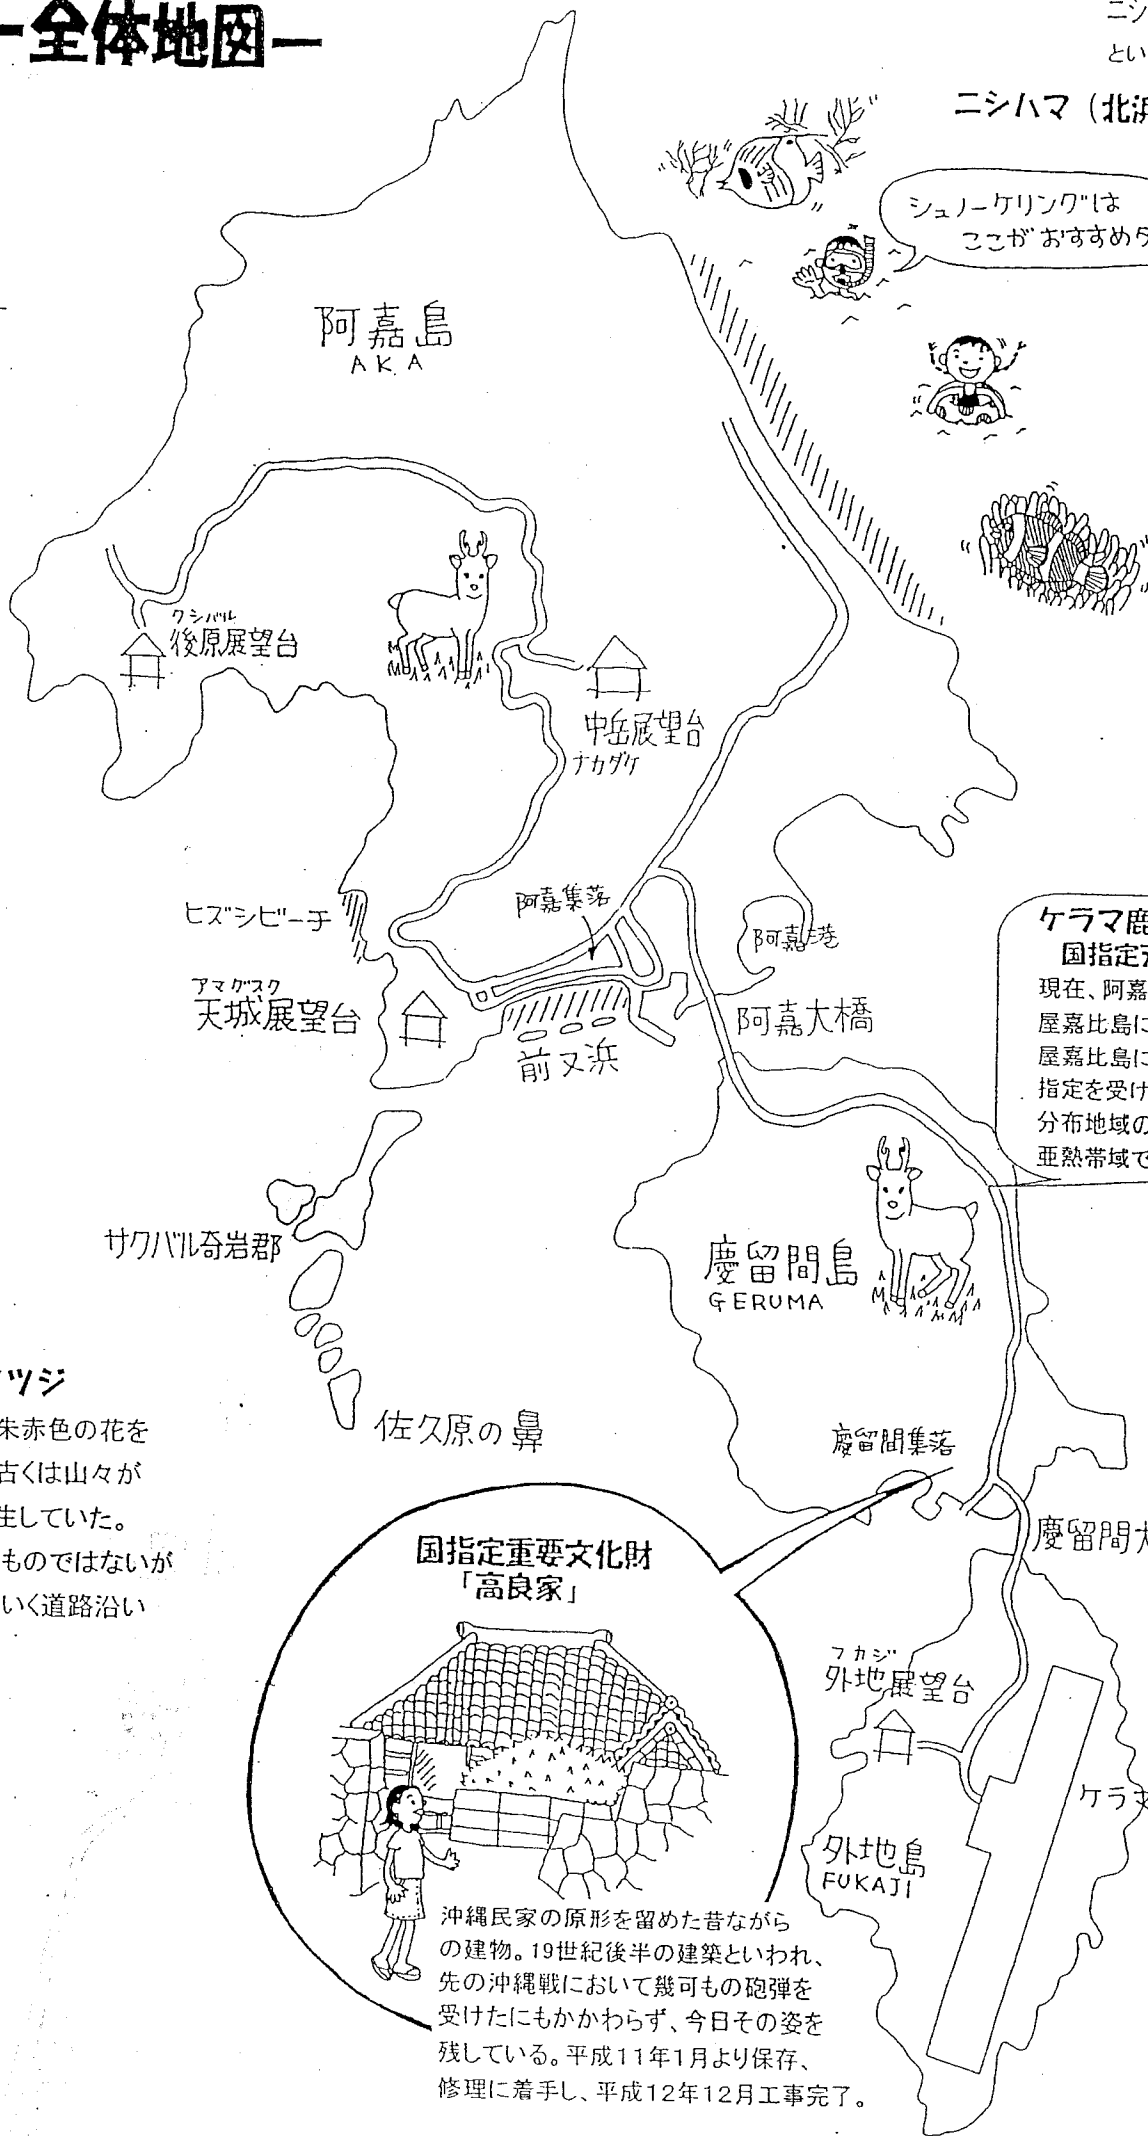 ー全体地図ー
ニシ
とい
ニシハマ（北浜
シュノーケリングは
ここがおすすめ
阿嘉島
AKA
クシバル
後原展望台
中岳展望台
ナカダケ
ヒズシビーチ
阿嘉集落
阿嘉港
アマグスク
天城展望台
前又浜
阿嘉大橋
ケラマ鹿
国指定天
現在、阿嘉
屋嘉比島に
屋嘉比島に
指定を受け
分布地域の
亜熱帯域で
サクバル奇岩郡
慶留間島
GERUMA
ツジ
朱赤色の花を
古くは山々が
生していた。
ものではないが
いく道路沿い
佐久原の鼻
慶留間集落
慶留間大
国指定重要文化財
「高良家」
フカジ
外地展望台
ケラマ
外地島
FUKAJI
沖縄民家の原形を留めた昔ながら
の建物。19世紀後半の建築といわれ、
先の沖縄戦において幾可もの砲弾を
受けたにもかかわらず、今日その姿を
残している。平成11年1月より保存、
修理に着手し、平成12年12月工事完了。